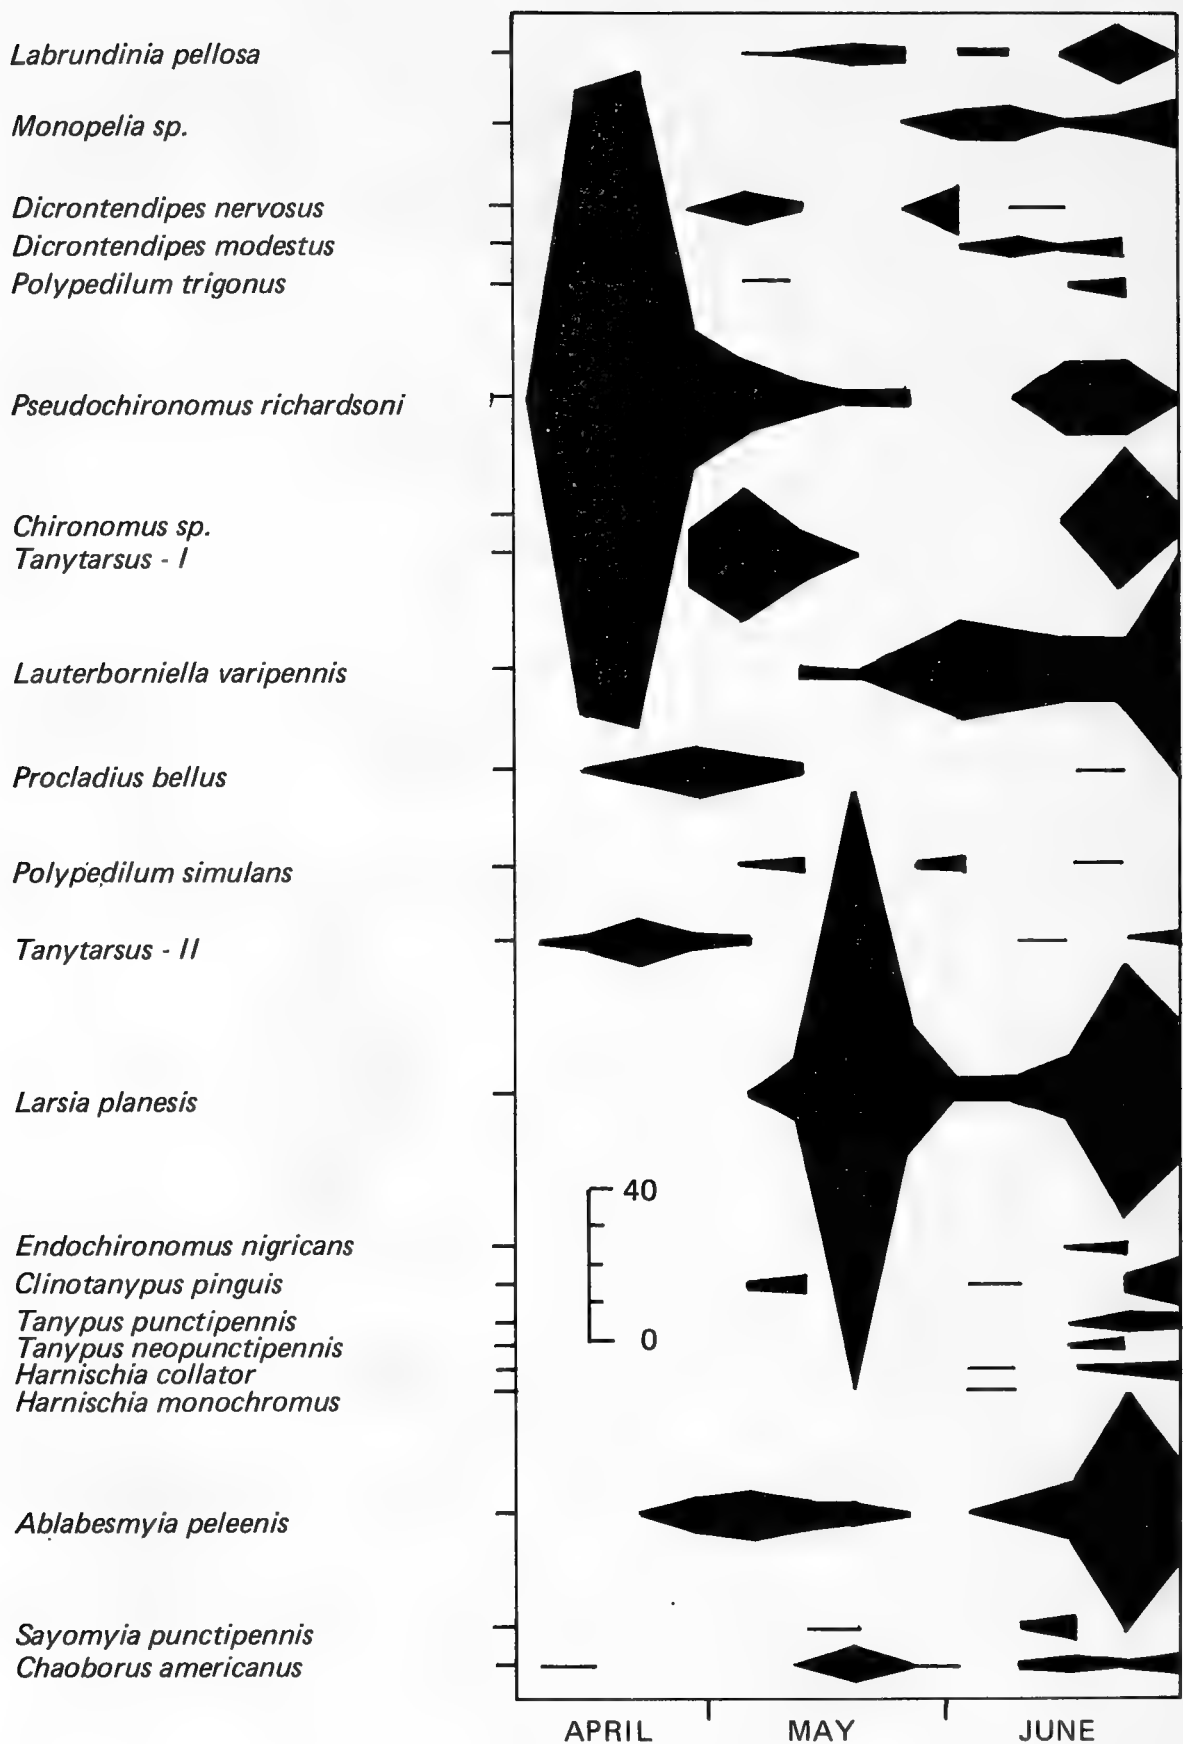 Labrundinia pellosa
Monopelia sp.
Dicrontendipes nervosus
Dicrontendipes modestus
Polypedilum trigonus
Pseudochironomus richardsoni
Chironomus sp.
Tanytarsus - I
Lauterborniella varipennis
Procladius bellus
Polypedilum simulans
Tanytarsus - II
Larsia planesis
40
Endochironomus nigricans
Clinotanypus pinguis
Tanypus punctipennis
0
Tanypus neopunctipennis
Harnischia collator
Harnischia monochromus
Ablabesmyia peleenis
Sayomyia punctipennis
Chaoborus americanus
APRIL MAY JUNE